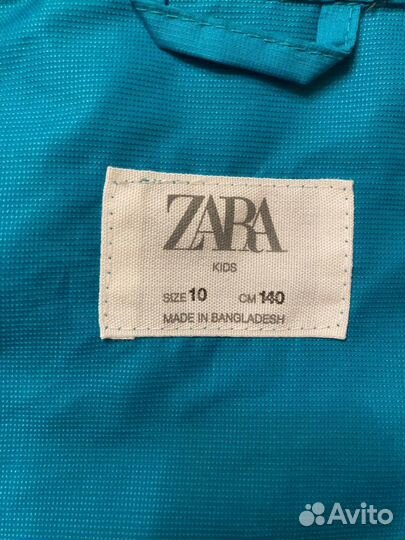 ZARA
KIDS
SIZE 10 CM 140
MADE IN BANGLADESH
Avito